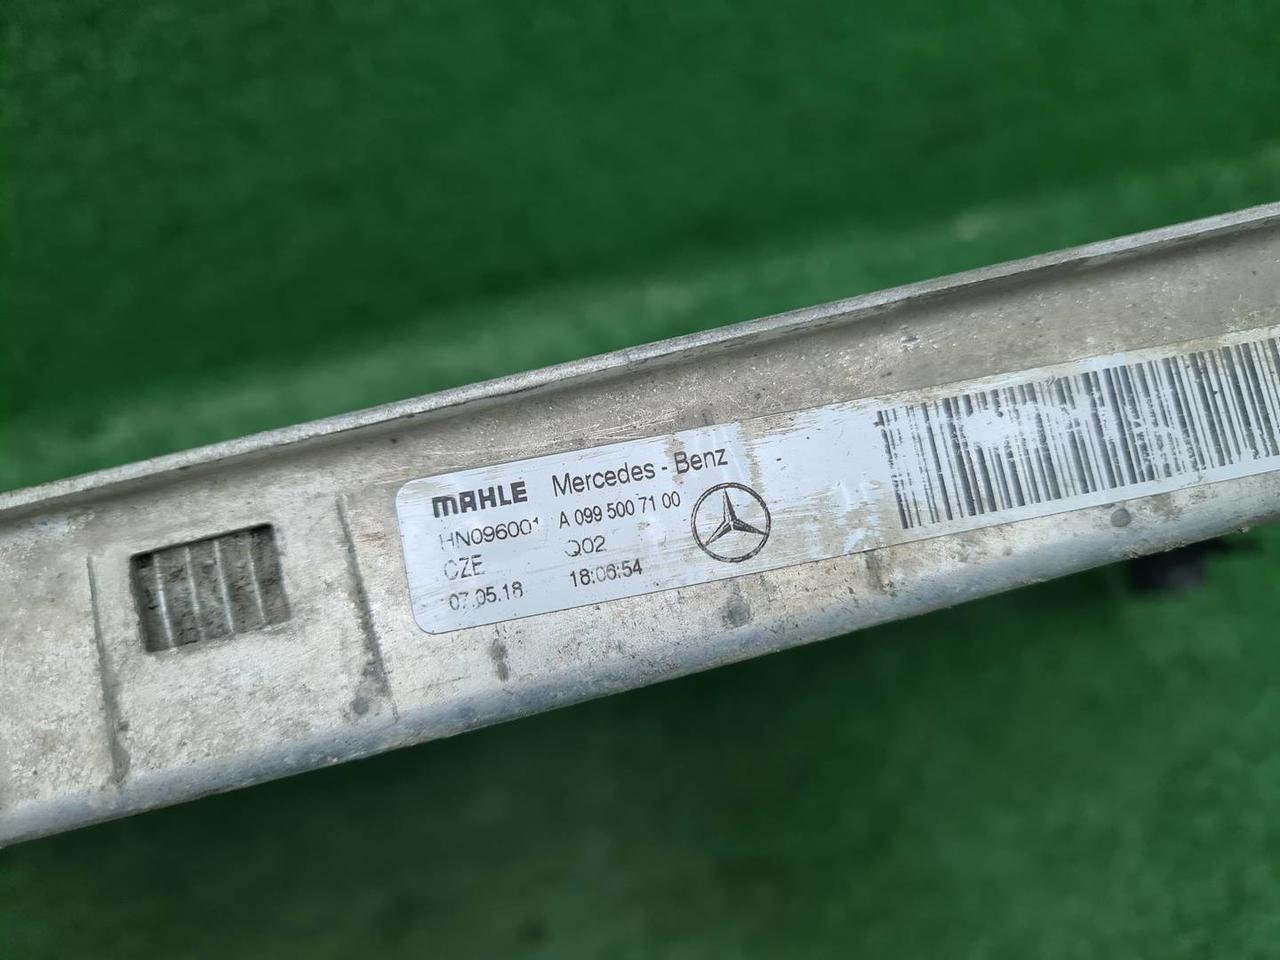 MAHLE Mercedes - Benz
HN096001 A 099 500 71 00
CZE Q02
07.05.18 18:06:54